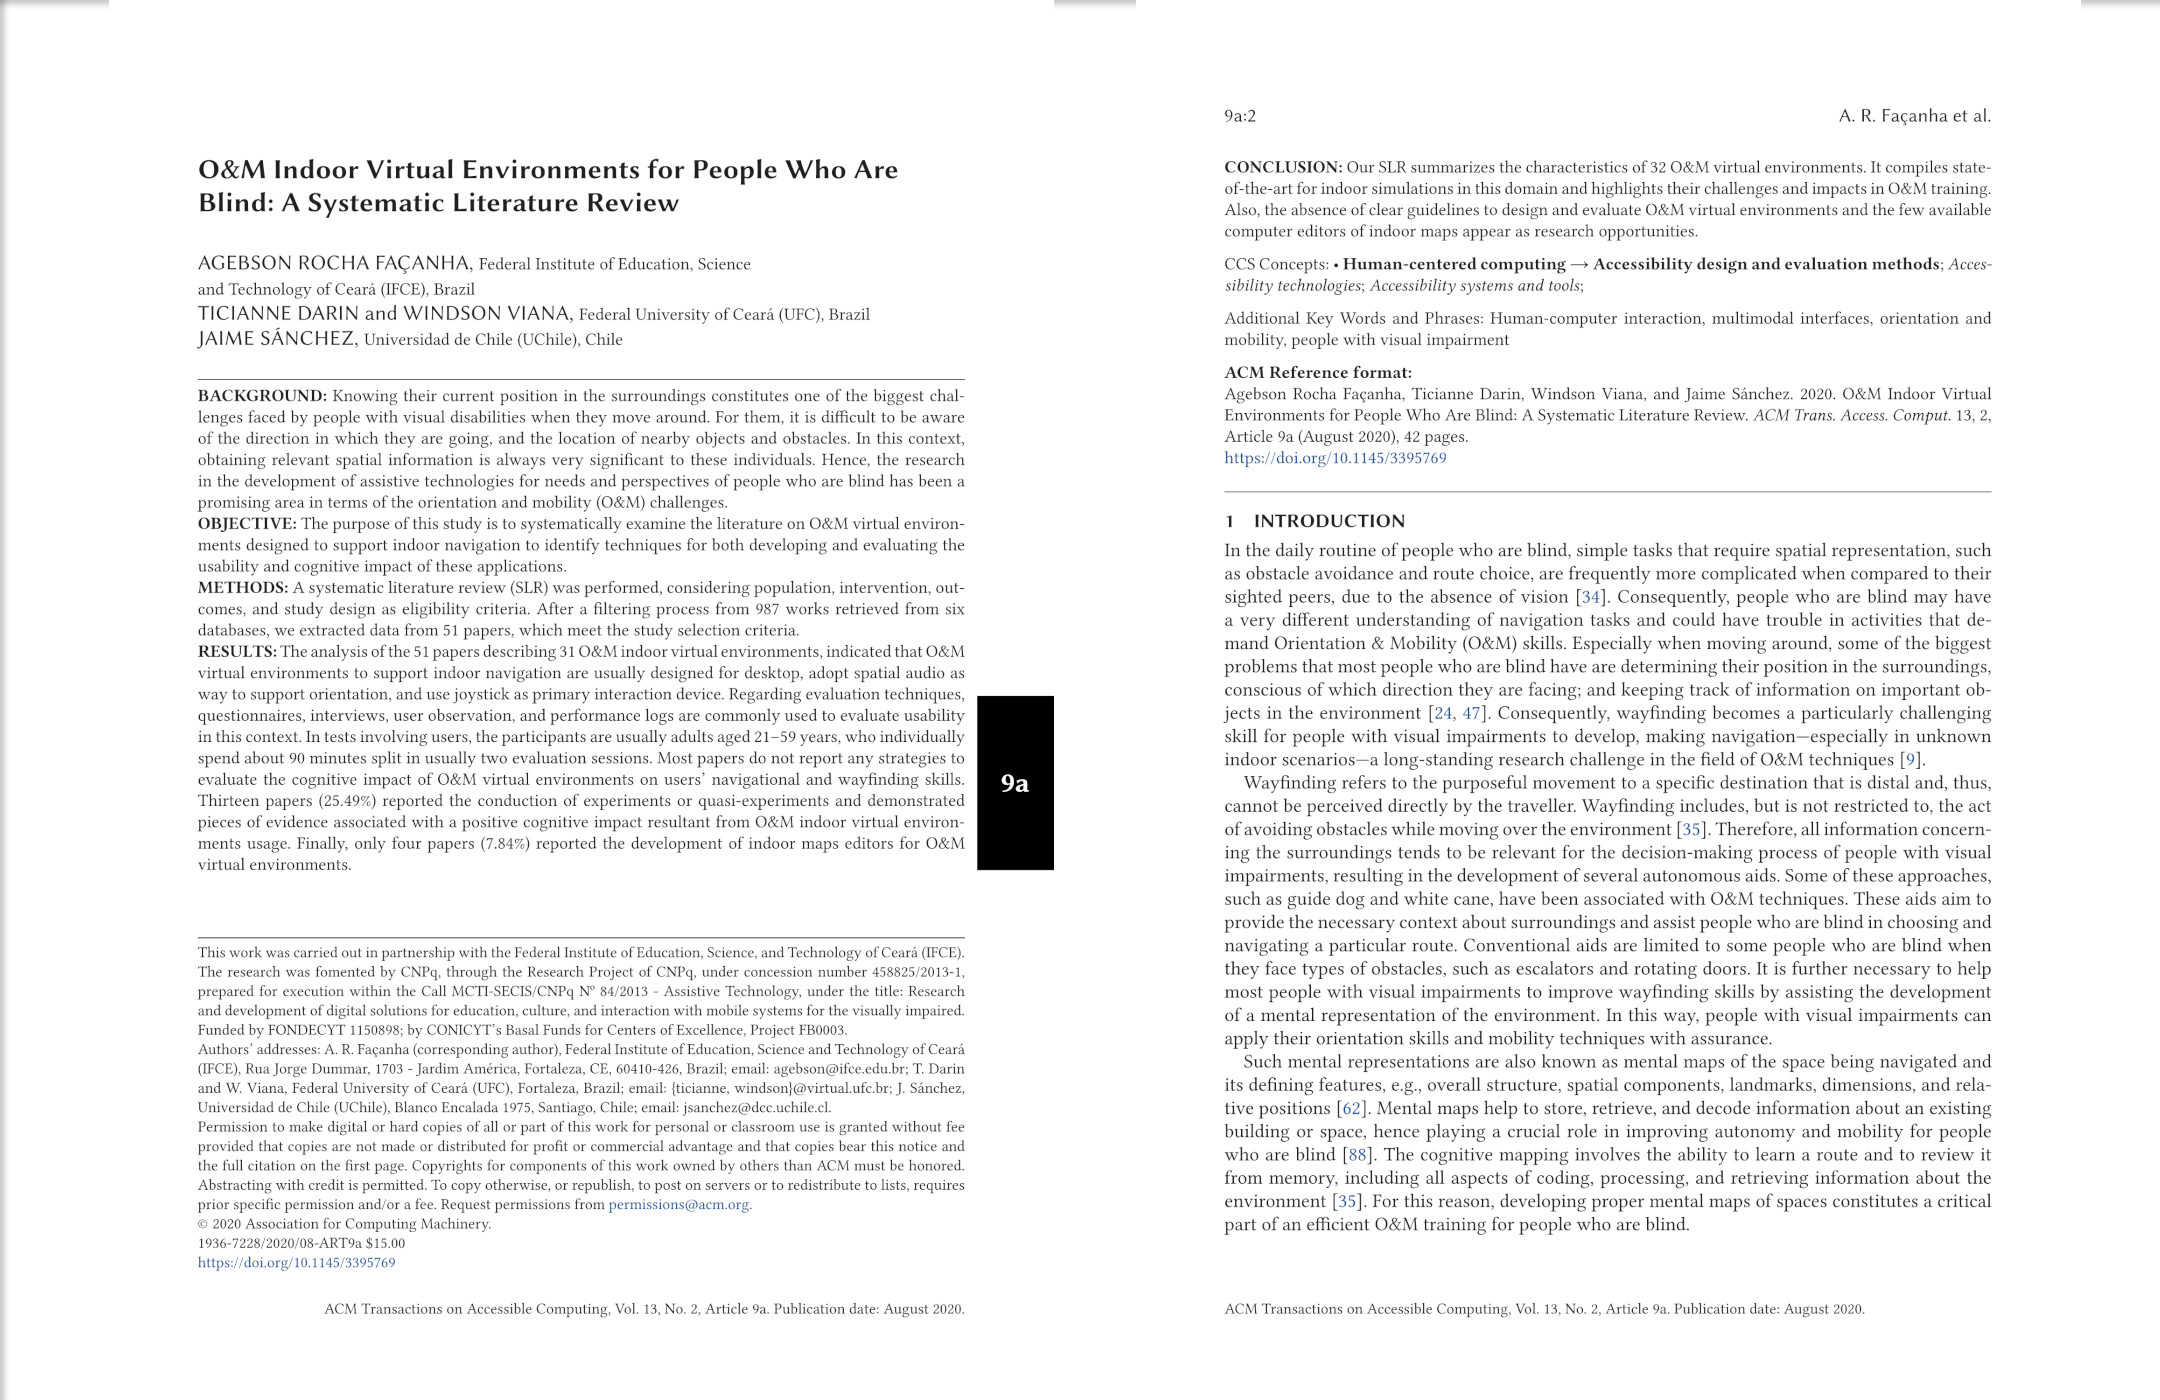 O&M Indoor Virtual Environments for People Who Are
Blind: A Systematic Literature Review
AGEBSON ROCHA FAÇANHA, Federal Institute of Education, Science
and Technology of Ceará (IFCE), Brazil
TICIANNE DARIN and WINDSON VIANA, Federal University of Ceará (UFC), Brazil
JAIME SÁNCHEZ, Universidad de Chile (UChile), Chile
BACKGROUND: Knowing their current position in the surroundings constitutes one of the biggest chal-
lenges faced by people with visual disabilities when they move around. For them, it is difficult to be aware
of the direction in which they are going, and the location of nearby objects and obstacles. In this context,
obtaining relevant spatial information is always very significant to these individuals. Hence, the research
in the development of assistive technologies for needs and perspectives of people who are blind has been a
promising area in terms of the orientation and mobility (O&M) challenges.
OBJECTIVE: The purpose of this study is to systematically examine the literature on O&M virtual environ-
ments designed to support indoor navigation to identify techniques for both developing and evaluating the
usability and cognitive impact of these applications.
METHODS: A systematic literature review (SLR) was performed, considering population, intervention, out-
comes, and study design as eligibility criteria. After a filtering process from 987 works retrieved from six
databases, we extracted data from 51 papers, which meet the study selection criteria.
RESULTS: The analysis of the 51 papers describing 31 O&M indoor virtual environments, indicated that O&M
virtual environments to support indoor navigation are usually designed for desktop, adopt spatial audio as
way to support orientation, and use joystick as primary interaction device. Regarding evaluation techniques,
questionnaires, interviews, user observation, and performance logs are commonly used to evaluate usability
in this context. In tests involving users, the participants are usually adults aged 21–59 years, who individually
spend about 90 minutes split in usually two evaluation sessions. Most papers do not report any strategies to
evaluate the cognitive impact of O&M virtual environments on users' navigational and wayfinding skills.
Thirteen papers (25.49%) reported the conduction of experiments or quasi-experiments and demonstrated
pieces of evidence associated with a positive cognitive impact resultant from O&M indoor virtual environ-
ments usage. Finally, only four papers (7.84%) reported the development of indoor maps editors for O&M
virtual environments.
9a
This work was carried out in partnership with the Federal Institute of Education, Science, and Technology of Ceará (IFCE).
The research was fomented by CNPq, through the Research Project of CNPq, under concession number 458825/2013-1,
prepared for execution within the Call MCTI-SECIS/CNPq Nº 84/2013 - Assistive Technology, under the title: Research
and development of digital solutions for education, culture, and interaction with mobile systems for the visually impaired.
Funded by FONDECYT 1150898; by CONICYT's Basal Funds for Centers of Excellence, Project FB0003.
Authors' addresses: A. R. Façanha (corresponding author), Federal Institute of Education, Science and Technology of Ceará
(IFCE), Rua Jorge Dummar, 1703 - Jardim América, Fortaleza, CE, 60410-426, Brazil; email: agebson@ifce.edu.br; T. Darin
and W. Viana, Federal University of Ceará (UFC), Fortaleza, Brazil; email: {ticianne, windson}@virtual.ufc.br; J. Sánchez,
Universidad de Chile (UChile), Blanco Encalada 1975, Santiago, Chile; email: jsanchez@dcc.uchile.cl.
Permission to make digital or hard copies of all or part of this work for personal or classroom use is granted without fee
provided that copies are not made or distributed for profit or commercial advantage and that copies bear this notice and
the full citation on the first page. Copyrights for components of this work owned by others than ACM must be honored.
Abstracting with credit is permitted. To copy otherwise, or republish, to post on servers or to redistribute to lists, requires
prior specific permission and/or a fee. Request permissions from permissions@acm.org.
© 2020 Association for Computing Machinery.
1936-7228/2020/08-ART9a $15.00
https://doi.org/10.1145/3395769
ACM Transactions on Accessible Computing, Vol. 13, No. 2, Article 9a. Publication date: August 2020.
9a:2 A. R. Façanha et al.
CONCLUSION: Our SLR summarizes the characteristics of 32 O&M virtual environments. It compiles state-
of-the-art for indoor simulations in this domain and highlights their challenges and impacts in O&M training.
Also, the absence of clear guidelines to design and evaluate O&M virtual environments and the few available
computer editors of indoor maps appear as research opportunities.
CCS Concepts: • Human-centered computing → Accessibility design and evaluation methods; Acces-
sibility technologies; Accessibility systems and tools;
Additional Key Words and Phrases: Human-computer interaction, multimodal interfaces, orientation and
mobility, people with visual impairment
ACM Reference format:
Agebson Rocha Façanha, Ticianne Darin, Windson Viana, and Jaime Sánchez. 2020. O&M Indoor Virtual
Environments for People Who Are Blind: A Systematic Literature Review. ACM Trans. Access. Comput. 13, 2,
Article 9a (August 2020), 42 pages.
https://doi.org/10.1145/3395769
1 INTRODUCTION
In the daily routine of people who are blind, simple tasks that require spatial representation, such
as obstacle avoidance and route choice, are frequently more complicated when compared to their
sighted peers, due to the absence of vision [34]. Consequently, people who are blind may have
a very different understanding of navigation tasks and could have trouble in activities that de-
mand Orientation & Mobility (O&M) skills. Especially when moving around, some of the biggest
problems that most people who are blind have are determining their position in the surroundings,
conscious of which direction they are facing; and keeping track of information on important ob-
jects in the environment [24, 47]. Consequently, wayfinding becomes a particularly challenging
skill for people with visual impairments to develop, making navigation—especially in unknown
indoor scenarios—a long-standing research challenge in the field of O&M techniques [9].
Wayfinding refers to the purposeful movement to a specific destination that is distal and, thus,
cannot be perceived directly by the traveller. Wayfinding includes, but is not restricted to, the act
of avoiding obstacles while moving over the environment [35]. Therefore, all information concern-
ing the surroundings tends to be relevant for the decision-making process of people with visual
impairments, resulting in the development of several autonomous aids. Some of these approaches,
such as guide dog and white cane, have been associated with O&M techniques. These aids aim to
provide the necessary context about surroundings and assist people who are blind in choosing and
navigating a particular route. Conventional aids are limited to some people who are blind when
they face types of obstacles, such as escalators and rotating doors. It is further necessary to help
most people with visual impairments to improve wayfinding skills by assisting the development
of a mental representation of the environment. In this way, people with visual impairments can
apply their orientation skills and mobility techniques with assurance.
Such mental representations are also known as mental maps of the space being navigated and
its defining features, e.g., overall structure, spatial components, landmarks, dimensions, and rela-
tive positions [62]. Mental maps help to store, retrieve, and decode information about an existing
building or space, hence playing a crucial role in improving autonomy and mobility for people
who are blind [88]. The cognitive mapping involves the ability to learn a route and to review it
from memory, including all aspects of coding, processing, and retrieving information about the
environment [35]. For this reason, developing proper mental maps of spaces constitutes a critical
part of an efficient O&M training for people who are blind.
ACM Transactions on Accessible Computing, Vol. 13, No. 2, Article 9a. Publication date: August 2020.